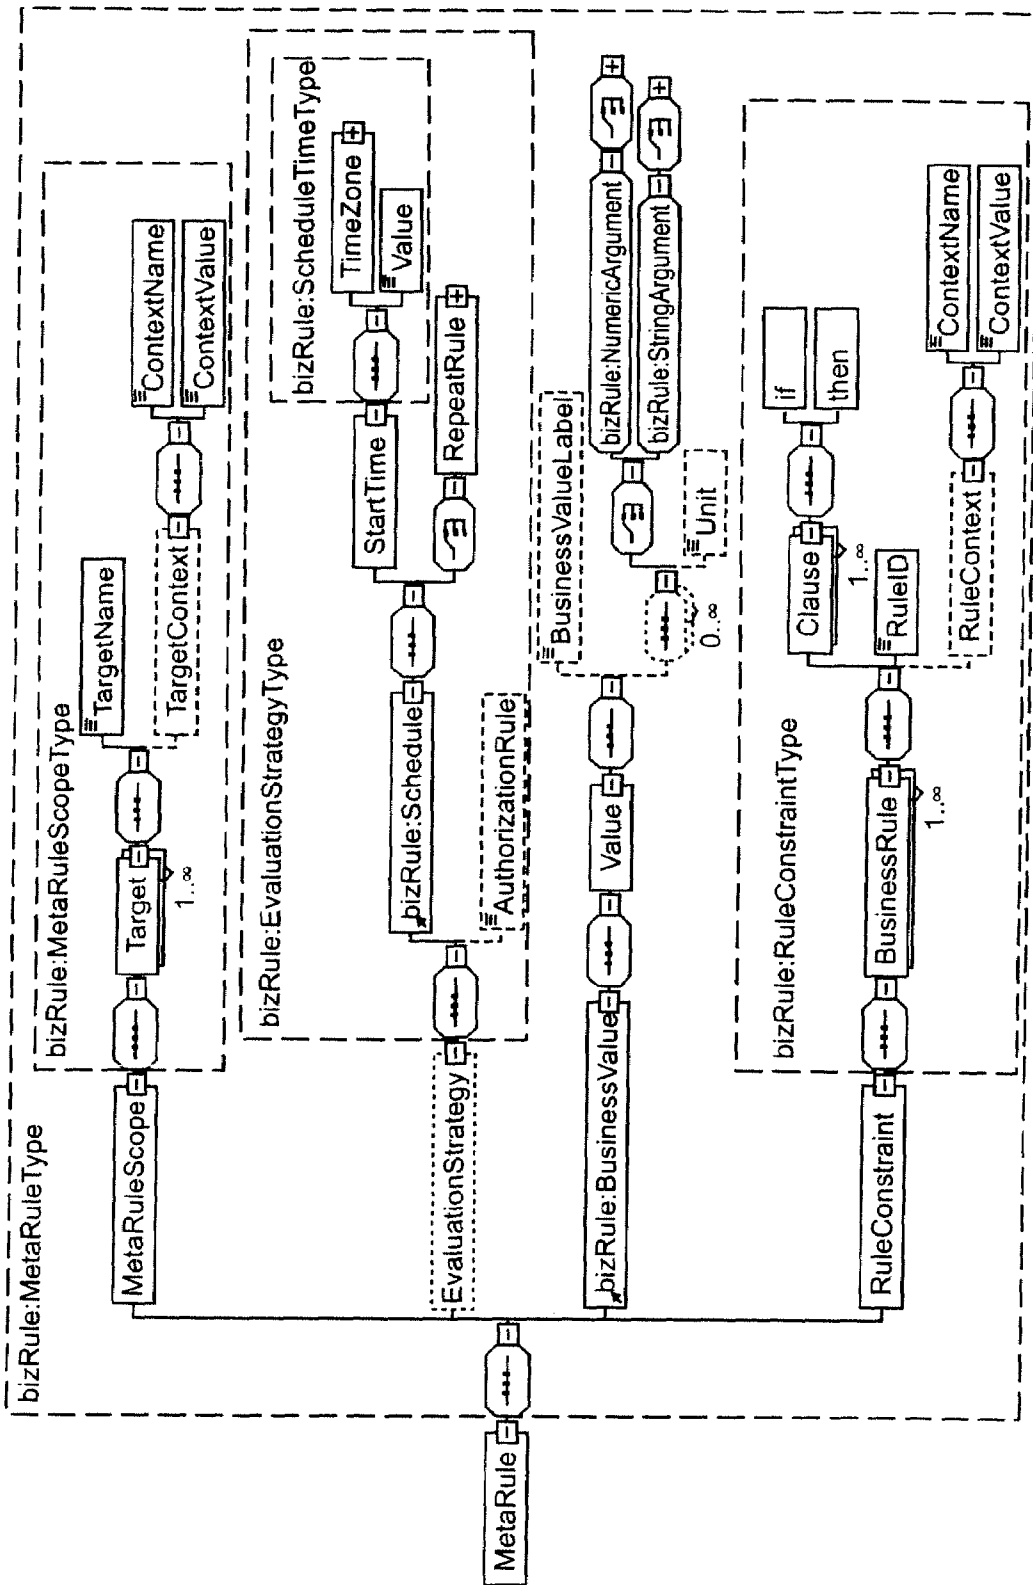 bizRule:MetaRuleType
MetaRule
MetaRuleScope
bizRule:MetaRuleScopeType
Target
1..∞
TargetName
TargetContext
ContextName
ContextValue
EvaluationStrategy
bizRule:EvaluationStrategyType
bizRule:Schedule
AuthorizationRule
StartTime
bizRule:ScheduleTimeType
TimeZone
Value
RepeatRule
bizRule:BusinessValue
Value
BusinessValueLabel
0..∞
bizRule:NumericArgument
bizRule:StringArgument
Unit
RuleConstraint
bizRule:RuleConstraintType
BusinessRule
1..∞
Clause
1..∞
if
then
RuleID
RuleContext
ContextName
ContextValue